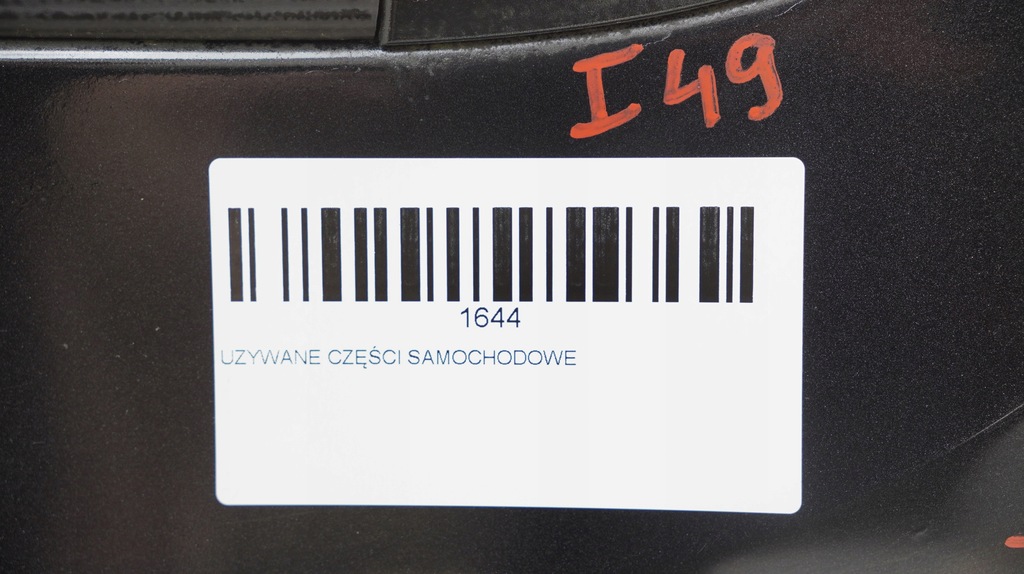 I49
1644
UZYWANE CZĘŚCI SAMOCHODOWE